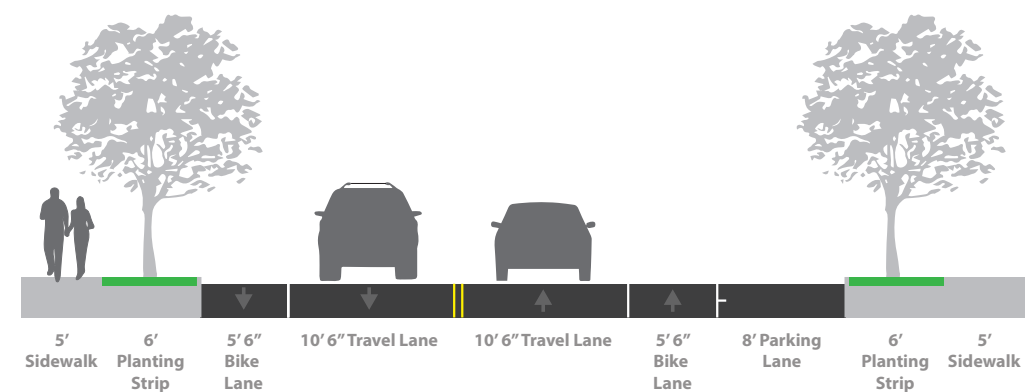 5’
Sidewalk
6’
Planting
Strip
5’ 6”
Bike
Lane
10’ 6” Travel Lane
10’ 6” Travel Lane
5’ 6”
Bike
Lane
8’ Parking
Lane
6’
Planting
Strip
5’
Sidewalk